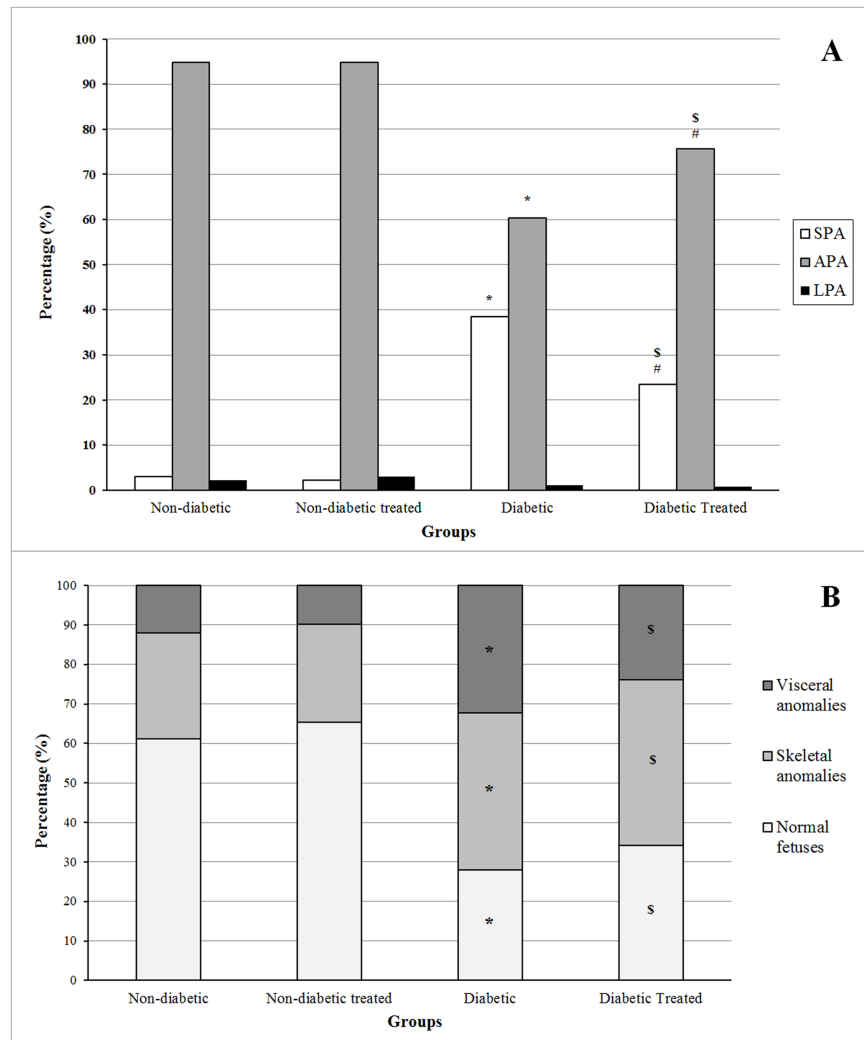 A
100
90
80
70
60
50
40
30
20
10
0
Percentage (%)
*
*
$
#
$
#
SPA
APA
LPA
Non-diabetic
Non-diabetic treated
Diabetic
Diabetic Treated
Groups
B
100
90
80
70
60
50
40
30
20
10
0
Percentage (%)
*
*
*
$
$
$
Visceral
anomalies
Skeletal
anomalies
Normal
fetuses
Non-diabetic
Non-diabetic treated
Diabetic
Diabetic Treated
Groups